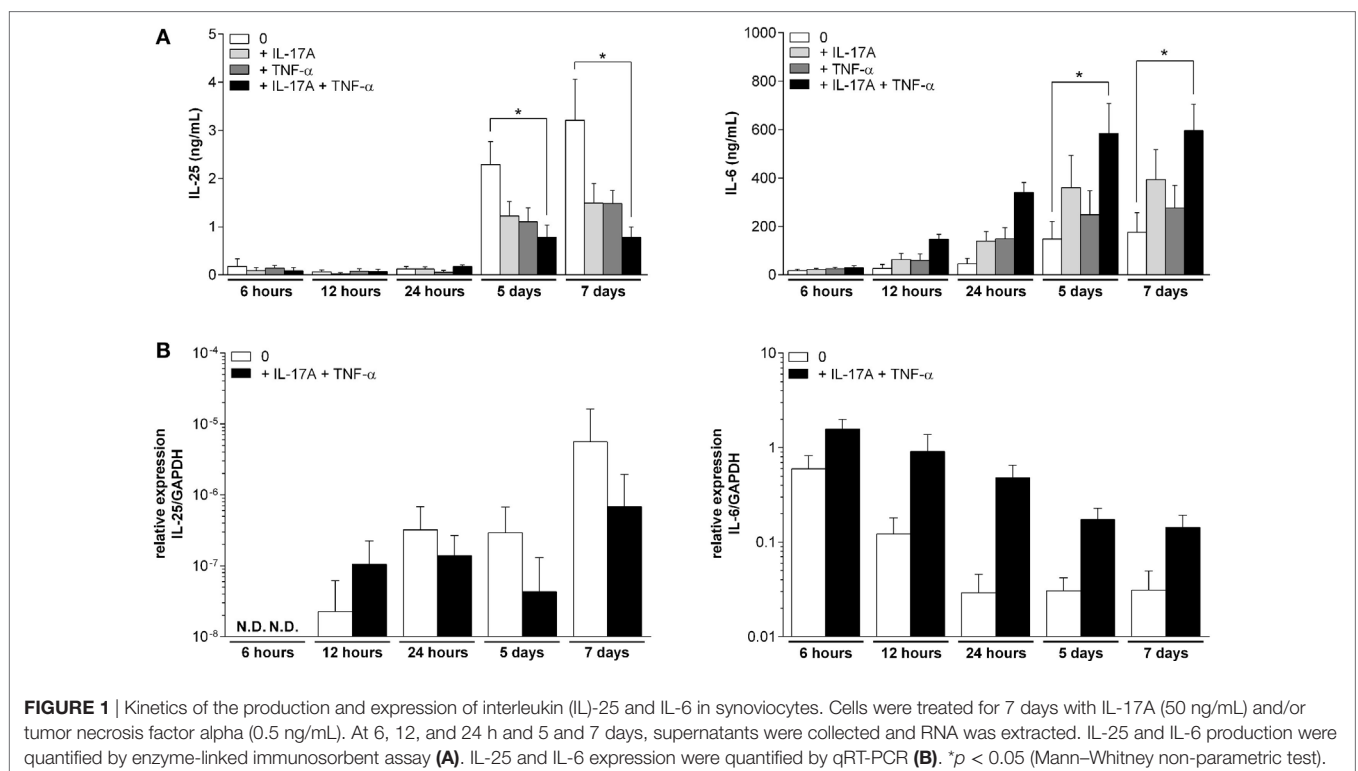 A
5
4
3
2
1
0
IL-25 (ng/mL)
0
+ IL-17A
+ TNF-α
+ IL-17A + TNF-α
*
*
6 hours 12 hours 24 hours 5 days 7 days
1000
800
600
400
200
0
IL-6 (ng/mL)
0
+ IL-17A
+ TNF-α
+ IL-17A + TNF-α
*
*
6 hours 12 hours 24 hours 5 days 7 days
B
10-4
10-5
10-6
10-7
10-8
relative expression
IL-25/GAPDH
0
+ IL-17A + TNF-α
N.D. N.D.
6 hours 12 hours 24 hours 5 days 7 days
10
1
0.1
0.01
relative expression
IL-6/GAPDH
0
+ IL-17A + TNF-α
6 hours 12 hours 24 hours 5 days 7 days
FIGURE 1 | Kinetics of the production and expression of interleukin (IL)-25 and IL-6 in synoviocytes. Cells were treated for 7 days with IL-17A (50 ng/mL) and/or
tumor necrosis factor alpha (0.5 ng/mL). At 6, 12, and 24 h and 5 and 7 days, supernatants were collected and RNA was extracted. IL-25 and IL-6 production were
quantified by enzyme-linked immunosorbent assay (A). IL-25 and IL-6 expression were quantified by qRT-PCR (B). *p < 0.05 (Mann–Whitney non-parametric test).